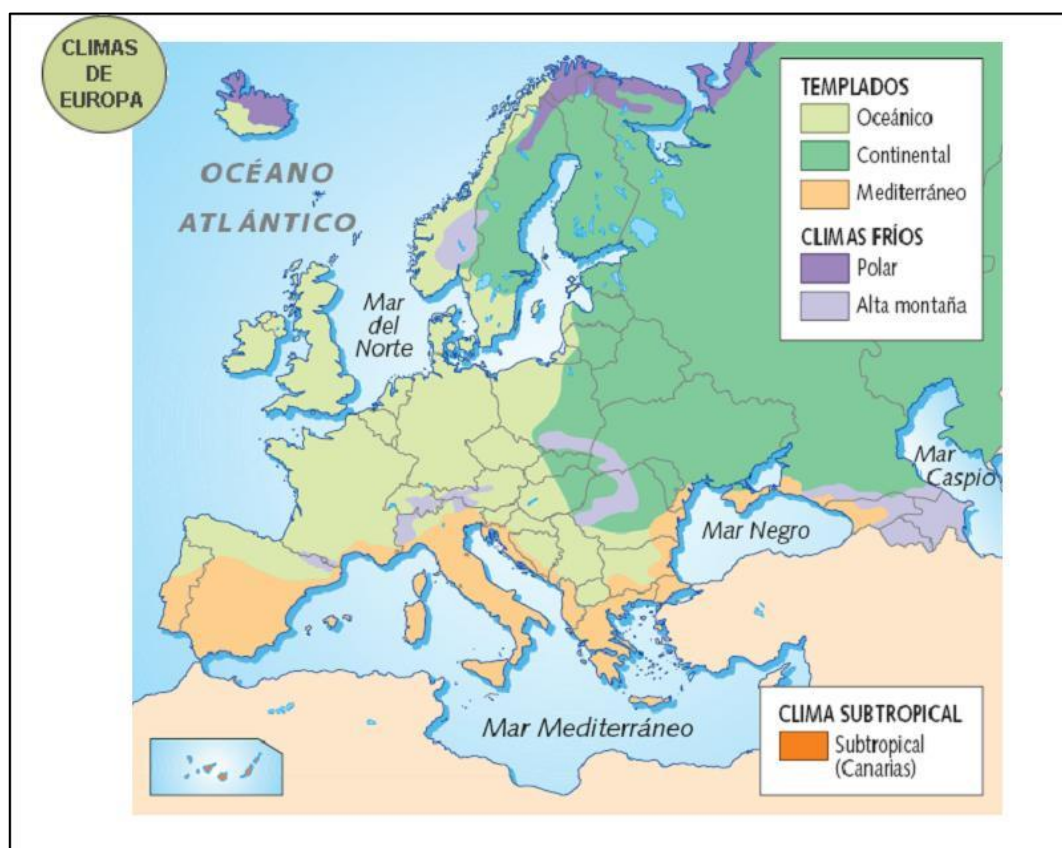 CLIMAS
DE
EUROPA
OCÉANO
ATLÁNTICO
Mar
del
Norte
TEMPLADOS
Oceánico
Continental
Mediterráneo
CLIMAS FRÍOS
Polar
Alta montaña
Mar
Caspio
Mar Negro
Mar Mediterráneo
CLIMA SUBTROPICAL
Subtropical
(Canarias)